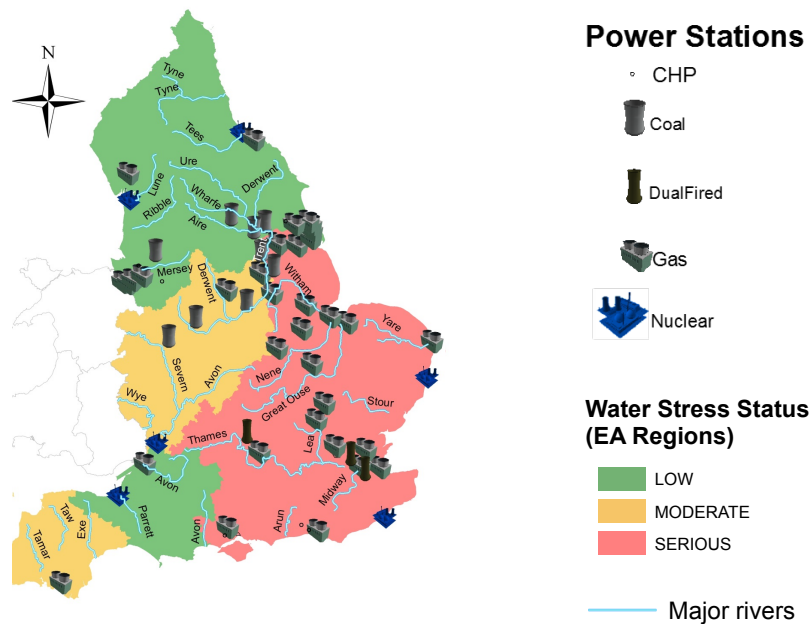 N
Tyne
Tyne
Tees
Ure
Lune
Wharfe
Derwent
Ribble
Aire
Trent
Mersey
Derwent
Witham
Yare
Severn
Avon
Nene
Wye
Great Ouse
Stour
Thames
Lea
Avon
Midway
Parrett
Avon
Arun
Taw
Exe
Tamar
Power Stations
CHP
Coal
DualFired
Gas
Nuclear
Water Stress Status
(EA Regions)
LOW
MODERATE
SERIOUS
Major rivers